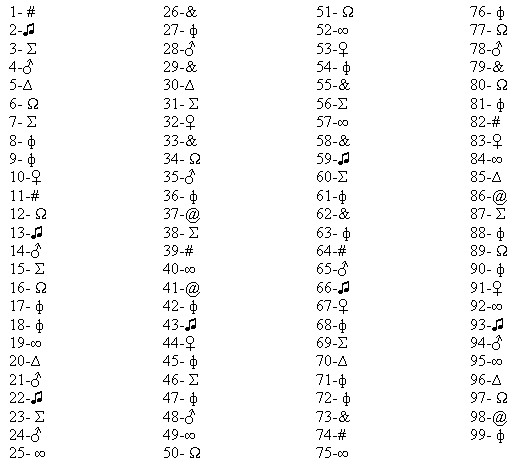 1- #
2-♫
3- Σ
4-♂
5-Δ
6- Ω
7- Σ
8- ϕ
9- ϕ
10-♀
11-#
12- Ω
13-♫
14-♂
15- Σ
16- Ω
17- ϕ
18- ϕ
19-∞
20-Δ
21-♂
22-♫
23- Σ
24-♂
25- ∞
26-&
27- ϕ
28-♂
29-&
30-Δ
31- Σ
32-♀
33-&
34- Ω
35-♂
36- ϕ
37-@
38- Σ
39-#
40-∞
41-@
42- ϕ
43-♫
44-♀
45- ϕ
46- Σ
47- ϕ
48-♂
49-∞
50- Ω
51- Ω
52-∞
53-♀
54- ϕ
55-&
56-Σ
57-∞
58-&
59-♫
60-Σ
61-ϕ
62-&
63- ϕ
64-#
65-♂
66-♫
67-♀
68-ϕ
69-Σ
70-Δ
71-ϕ
72- ϕ
73-&
74-#
75-∞
76- ϕ
77- Ω
78-♂
79-&
80- Ω
81- ϕ
82-#
83-♀
84-∞
85-Δ
86-@
87- Σ
88- ϕ
89- Ω
90- ϕ
91-♀
92-∞
93-♫
94-♂
95-∞
96-Δ
97- Ω
98-@
99-ϕ